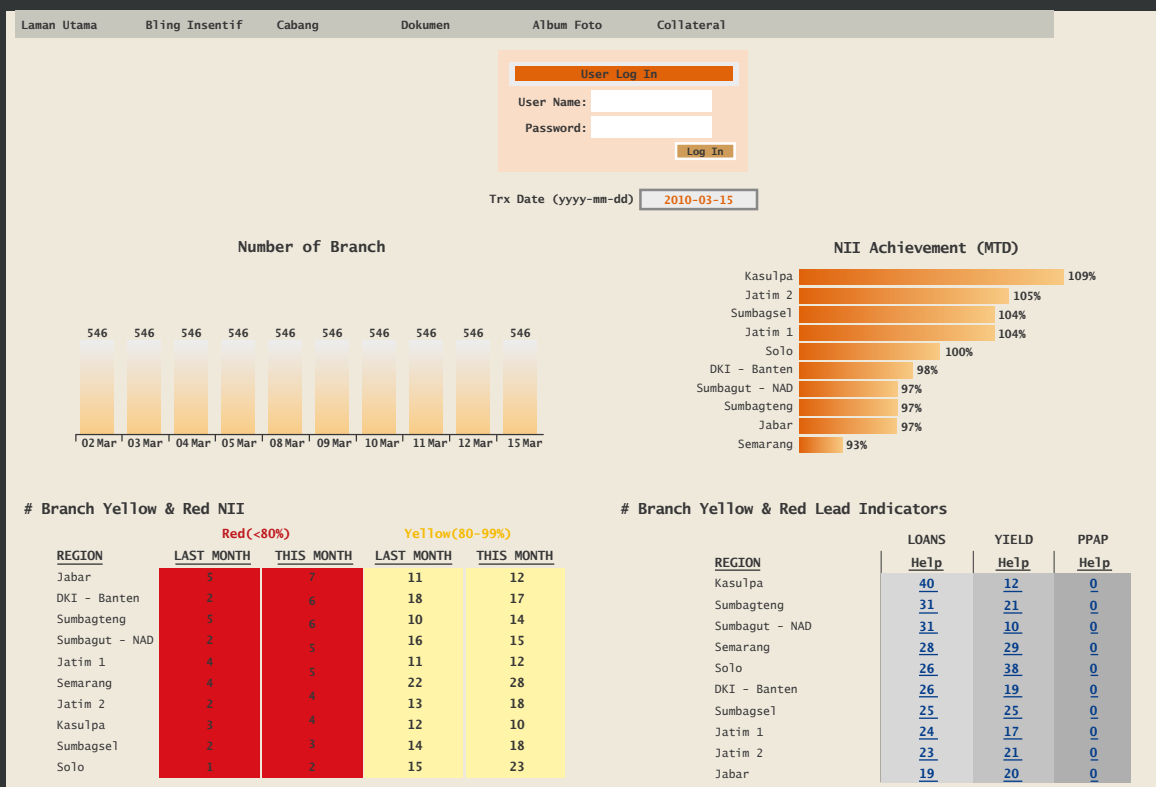 Laman Utama Bling Insentif Cabang Dokumen Album Foto Collateral
User Log In
User Name:
Password:
Log In
Trx Date (yyyy-mm-dd) 2010-03-15
Number of Branch
546 546 546 546 546 546 546 546 546 546
02 Mar 03 Mar 04 Mar 05 Mar 08 Mar 09 Mar 10 Mar 11 Mar 12 Mar 15 Mar
NII Achievement (MTD)
Kasulpa 109%
Jatim 2 105%
Sumbagsel 104%
Jatim 1 104%
Solo 100%
DKI - Banten 98%
Sumbagut - NAD 97%
Sumbagteng 97%
Jabar 97%
Semarang 93%
# Branch Yellow & Red NII
Red(<80%) Yellow(80-99%)
REGION LAST MONTH THIS MONTH LAST MONTH THIS MONTH
Jabar 5 7 11 12
DKI - Banten 2 6 18 17
Sumbagteng 5 6 10 14
Sumbagut - NAD 2 5 16 15
Jatim 1 4 5 11 12
Semarang 4 4 22 28
Jatim 2 2 4 13 18
Kasulpa 3 3 12 10
Sumbagsel 2 2 14 18
Solo 1 15 23
# Branch Yellow & Red Lead Indicators
LOANS YIELD PPAP
REGION Help Help Help
Kasulpa 40 12 0
Sumbagteng 31 21 0
Sumbagut - NAD 31 10 0
Semarang 28 29 0
Solo 26 38 0
DKI - Banten 26 19 0
Sumbagsel 25 25 0
Jatim 1 24 17 0
Jatim 2 23 21 0
Jabar 19 20 0